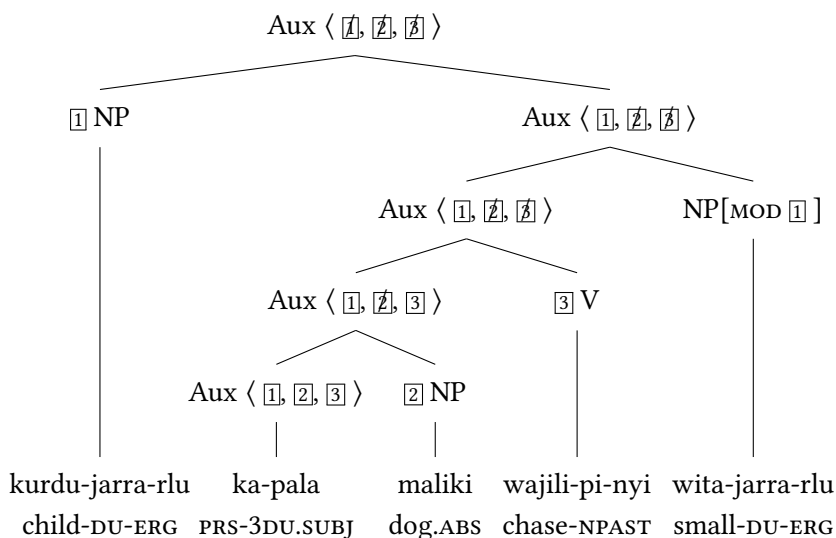 Aux ⟨ 1̸, 2̸, 3̸ ⟩
1 NP Aux ⟨ 1, 2̸, 3̸ ⟩
Aux ⟨ 1, 2̸, 3̸ ⟩ NP[MOD 1 ]
Aux ⟨ 1, 2̸, 3 ⟩ 3 V
Aux ⟨ 1, 2, 3 ⟩ 2 NP
kurdu-jarra-rlu ka-pala maliki wajili-pi-nyi wita-jarra-rlu
child-DU-ERG PRS-3DU.SUBJ dog.ABS chase-NPAST small-DU-ERG